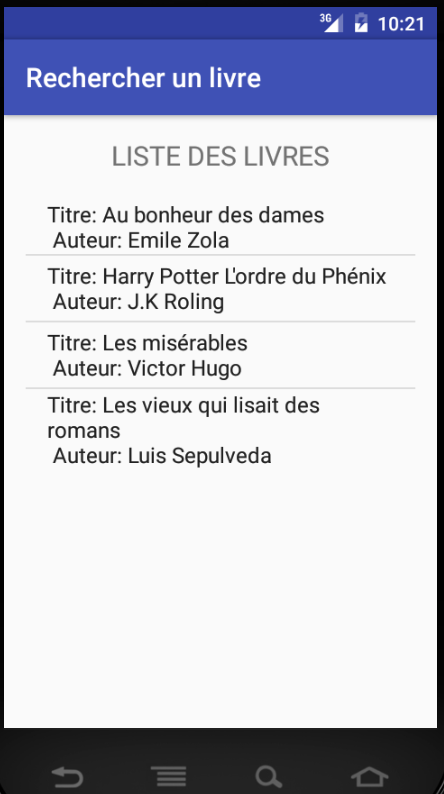 3G 10:21
Rechercher un livre
LISTE DES LIVRES
Titre: Au bonheur des dames
Auteur: Emile Zola
Titre: Harry Potter L'ordre du Phénix
Auteur: J.K Roling
Titre: Les misérables
Auteur: Victor Hugo
Titre: Les vieux qui lisait des
romans
Auteur: Luis Sepulveda